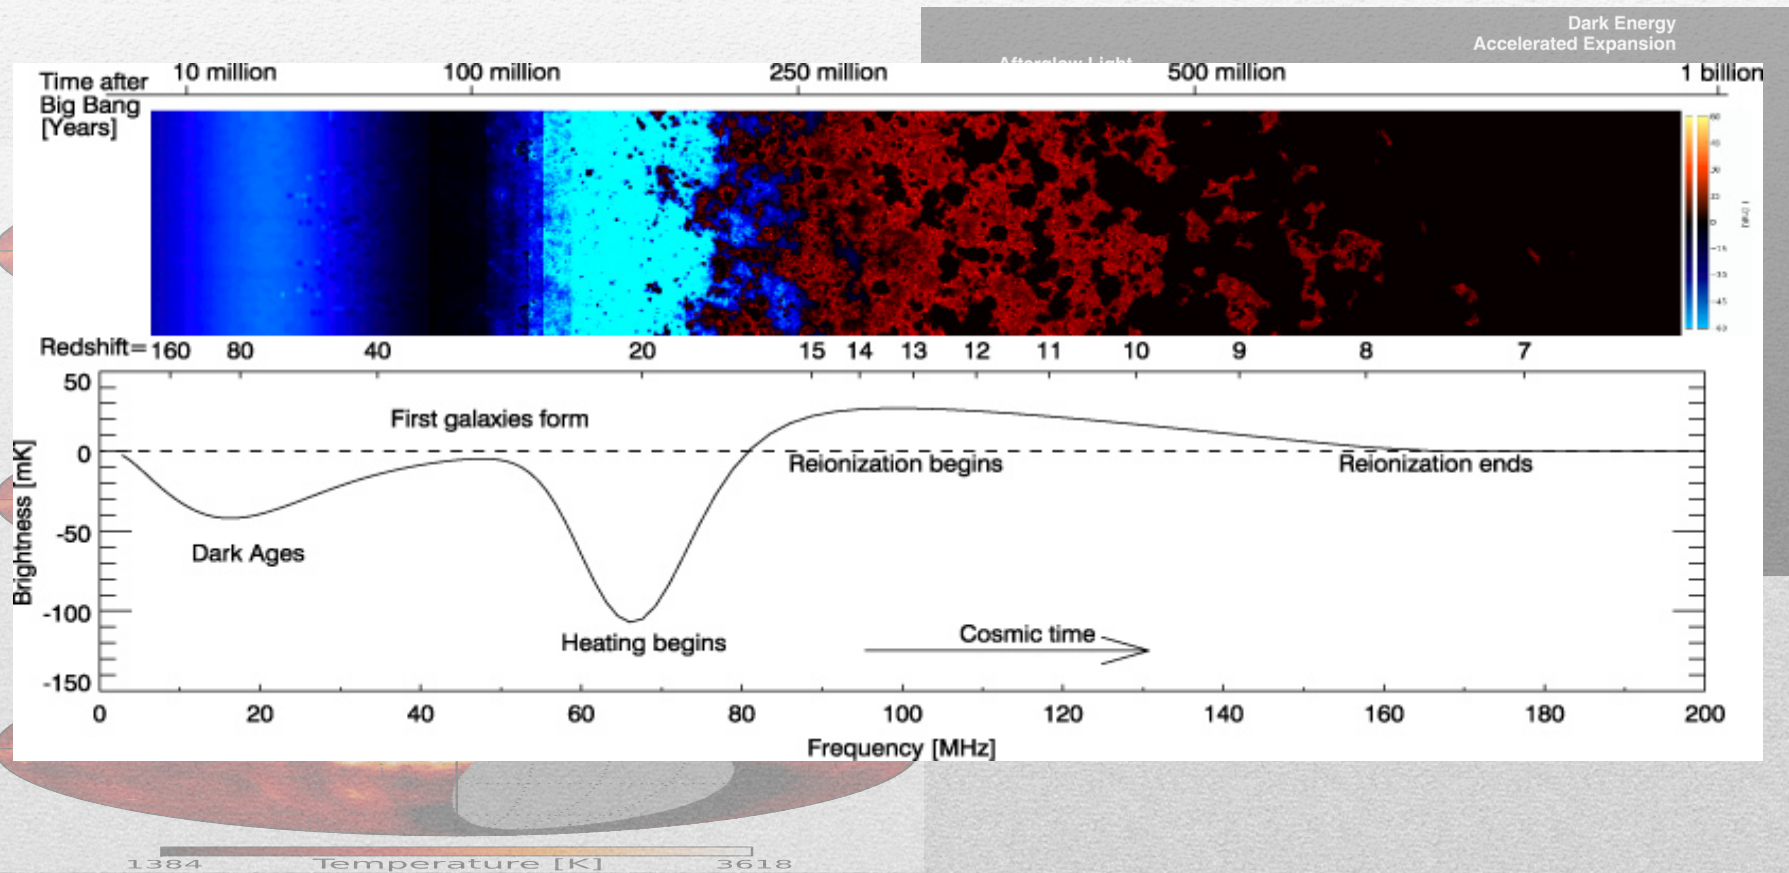 Dark Energy
Accelerated Expansion
Afterglow Light
Time after
Big Bang
[Years]
10 million 100 million 250 million 500 million 1 billion
60
Redshift= 160 80 40 20 15 14 13 12 11 10 9 8 7
50
0
-50
-100
-150
Brightness [mK]
First galaxies form
Reionization begins
Reionization ends
Dark Ages
Heating begins
Cosmic time
0 20 40 60 80 100 120 140 160 180 200
Frequency [MHz]
1384 Temperature [K] 3618